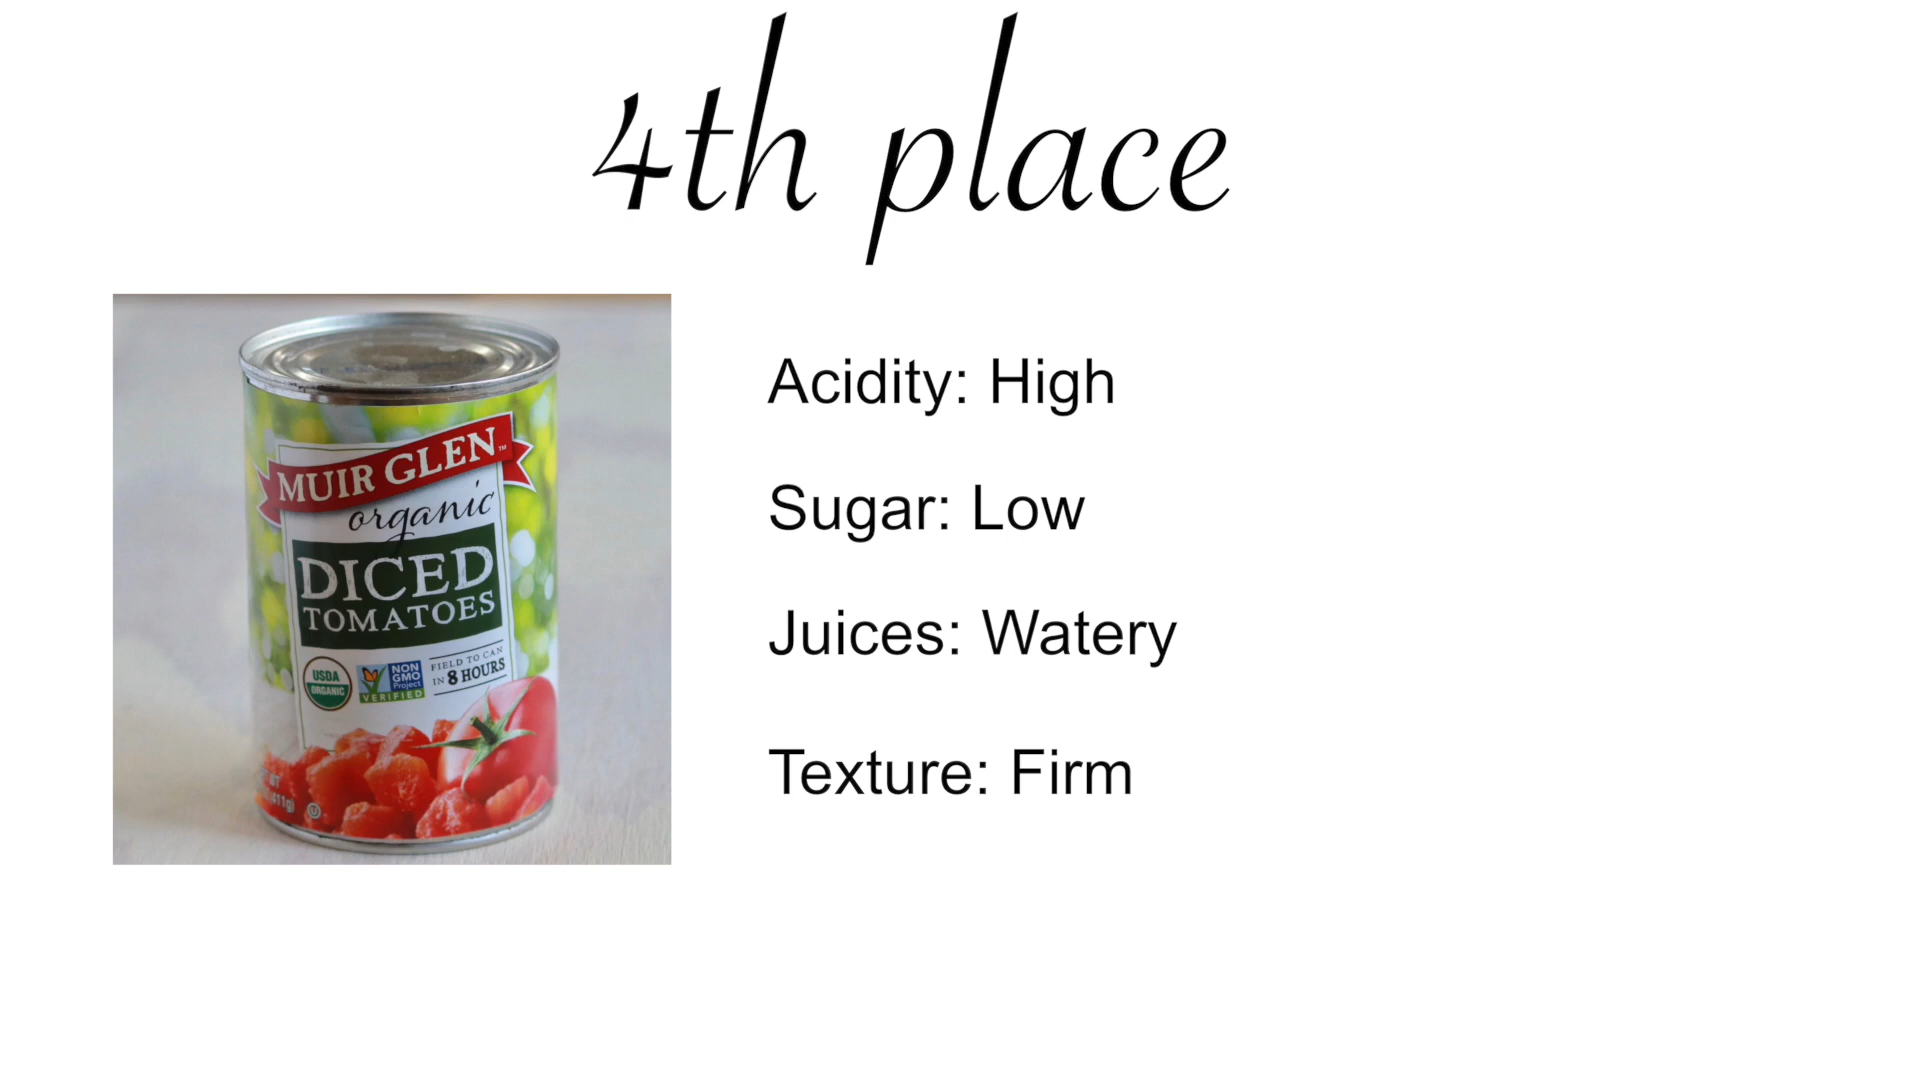 4th place
MUIR GLEN™
organic
DICED
TOMATOES
USDA
ORGANIC
NON
GMO
Project
VERIFIED
FIELD TO CAN
IN 8 HOURS
Acidity: High
Sugar: Low
Juices: Watery
Texture: Firm